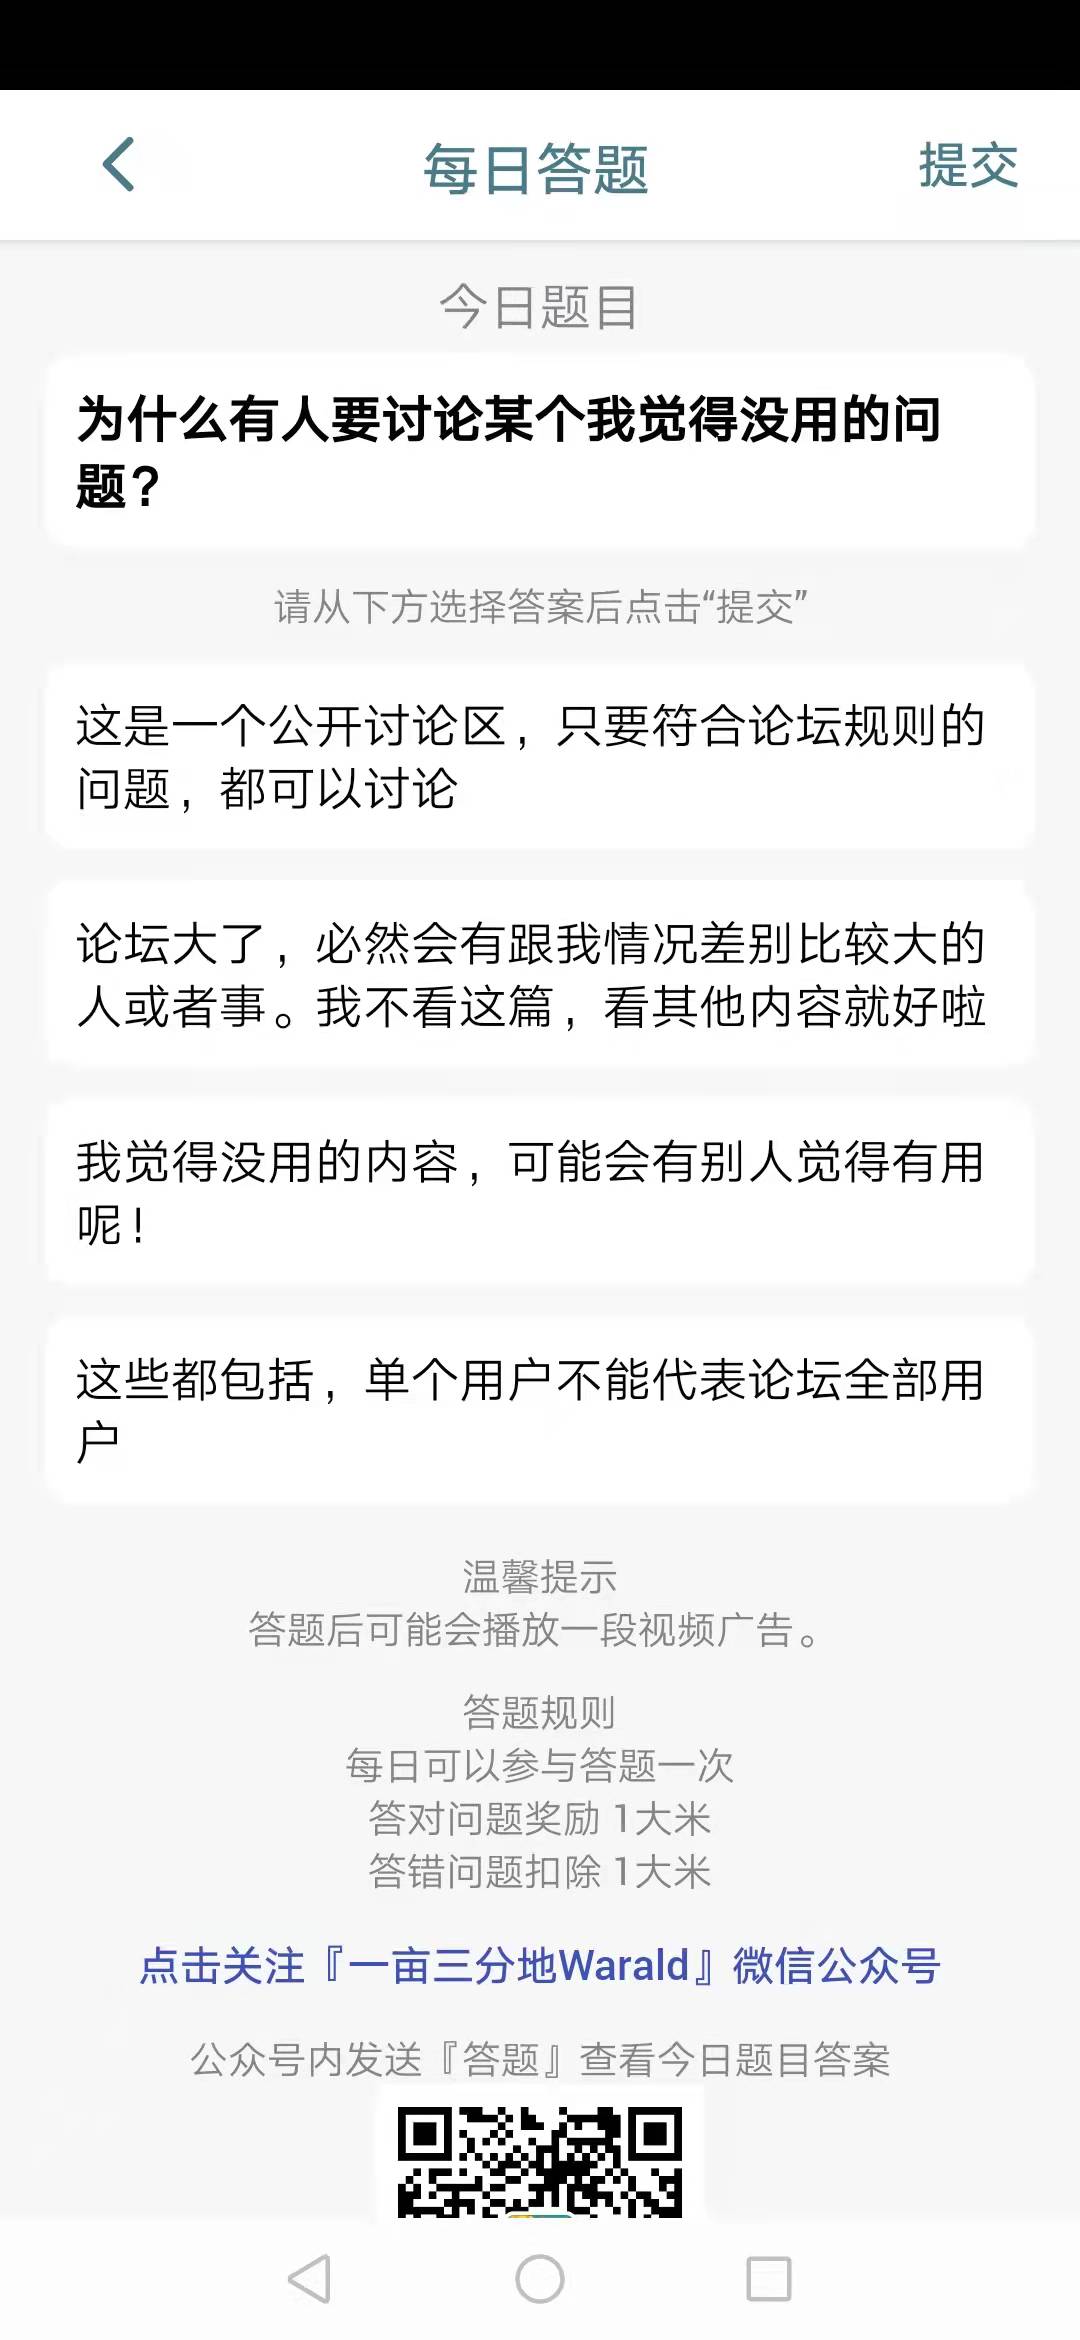 每日答题
提交
今日题目
为什么有人要讨论某个我觉得没用的问
题？
请从下方选择答案后点击“提交”
这是一个公开讨论区，只要符合论坛规则的
问题，都可以讨论
论坛大了，必然会有跟我情况差别比较大的
人或者事。我不看这篇，看其他内容就好啦
我觉得没用的内容，可能会有别人觉得有用
呢！
这些都包括，单个用户不能代表论坛全部用
户
温馨提示
答题后可能会播放一段视频广告。
答题规则
每日可以参与答题一次
答对问题奖励 1大米
答错问题扣除 1大米
点击关注『一亩三分地Warald』微信公众号
公众号内发送『答题』查看今日题目答案